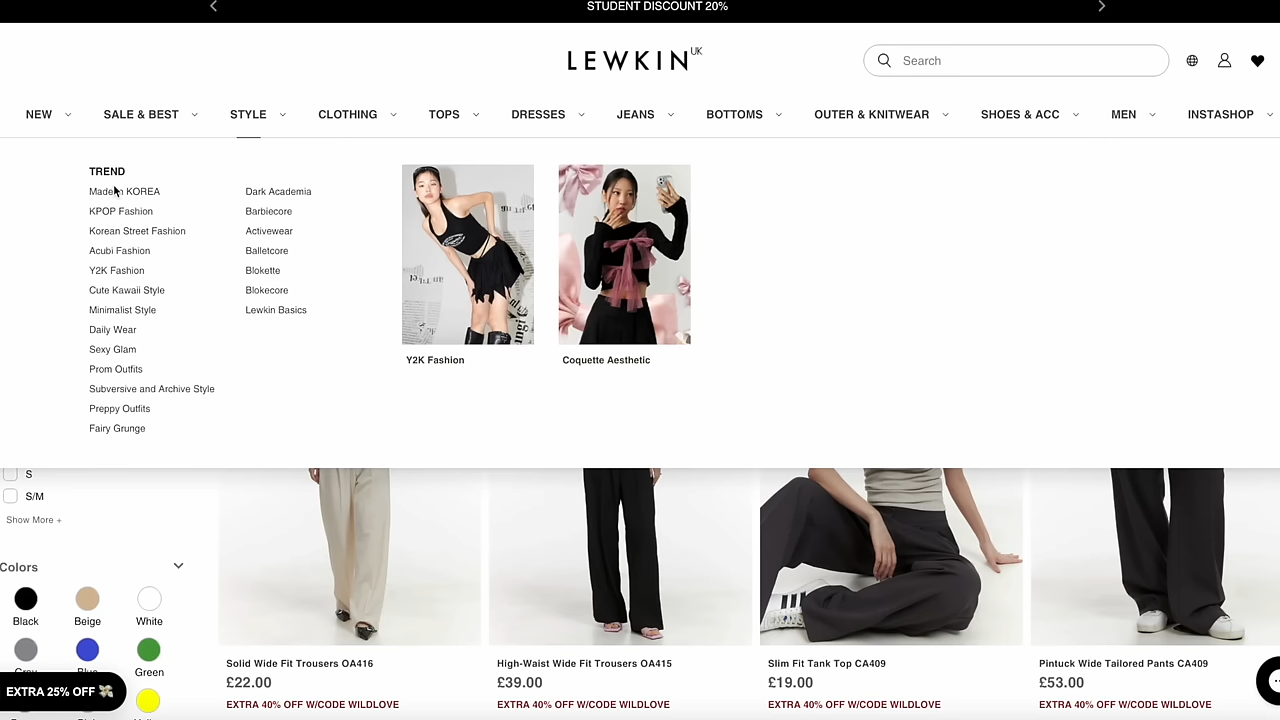 STUDENT DISCOUNT 20%
LEWKIN UK
Search
NEW
SALE & BEST
STYLE
CLOTHING
TOPS
DRESSES
JEANS
BOTTOMS
OUTER & KNITWEAR
SHOES & ACC
MEN
INSTASHOP
TREND
Made in KOREA
KPOP Fashion
Korean Street Fashion
Acubi Fashion
Y2K Fashion
Cute Kawaii Style
Minimalist Style
Daily Wear
Sexy Glam
Prom Outfits
Subversive and Archive Style
Preppy Outfits
Fairy Grunge
Dark Academia
Barbiecore
Activewear
Balletcore
Blokette
Blokecore
Lewkin Basics
Y2K Fashion
Coquette Aesthetic
S
S/M
Show More +
Colors
Black
Beige
White
Gray
Blue
Green
EXTRA 25% OFF 💸
Solid Wide Fit Trousers OA416
£22.00
EXTRA 40% OFF W/CODE WILDLOVE
High-Waist Wide Fit Trousers OA415
£39.00
EXTRA 40% OFF W/CODE WILDLOVE
Slim Fit Tank Top CA409
£19.00
EXTRA 40% OFF W/CODE WILDLOVE
Pintuck Wide Tailored Pants CA409
£53.00
EXTRA 40% OFF W/CODE WILDLOVE